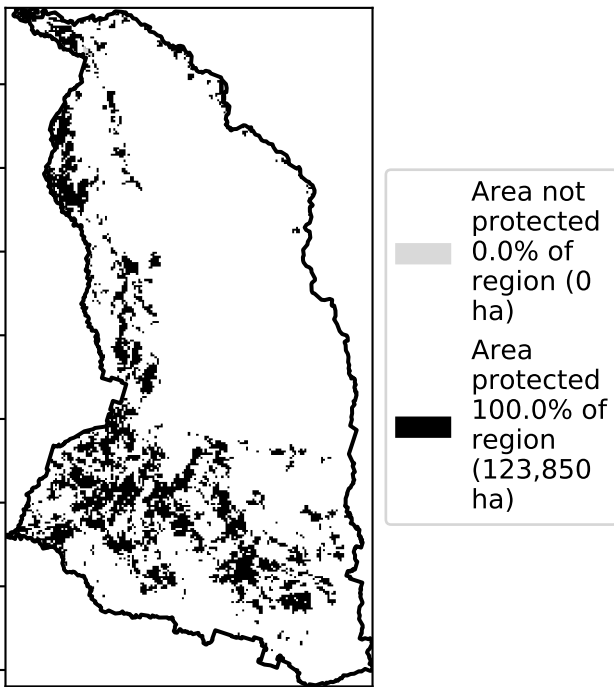 Area not
protected
0.0% of
region (0
ha)
Area
protected
100.0% of
region
(123,850
ha)